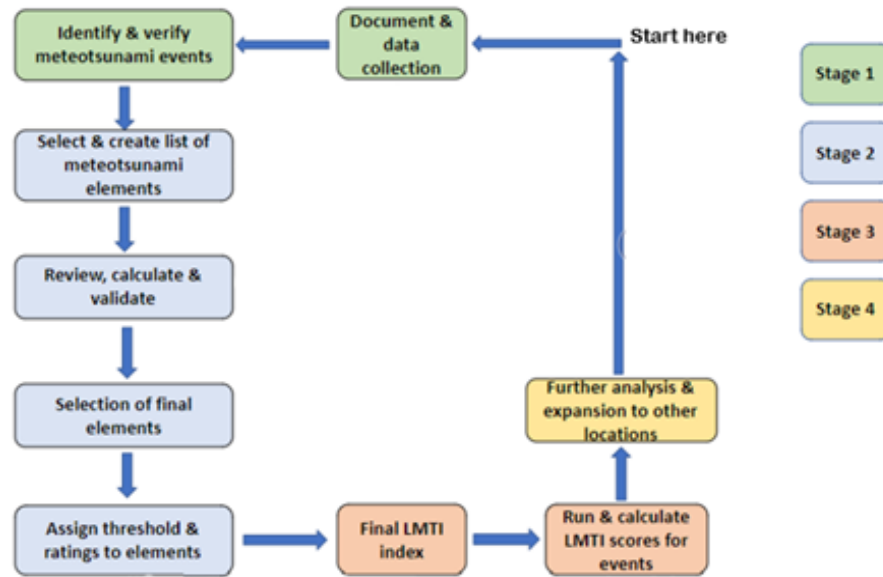 Start here
Document &
data
collection
Identify & verify
meteotsunami events
Select & create list of
meteotsunami
elements
Review, calculate &
validate
Selection of final
elements
Assign threshold &
ratings to elements
Final LMTI
index
Run & calculate
LMTI scores for
events
Further analysis &
expansion to other
locations
Stage 1
Stage 2
Stage 3
Stage 4